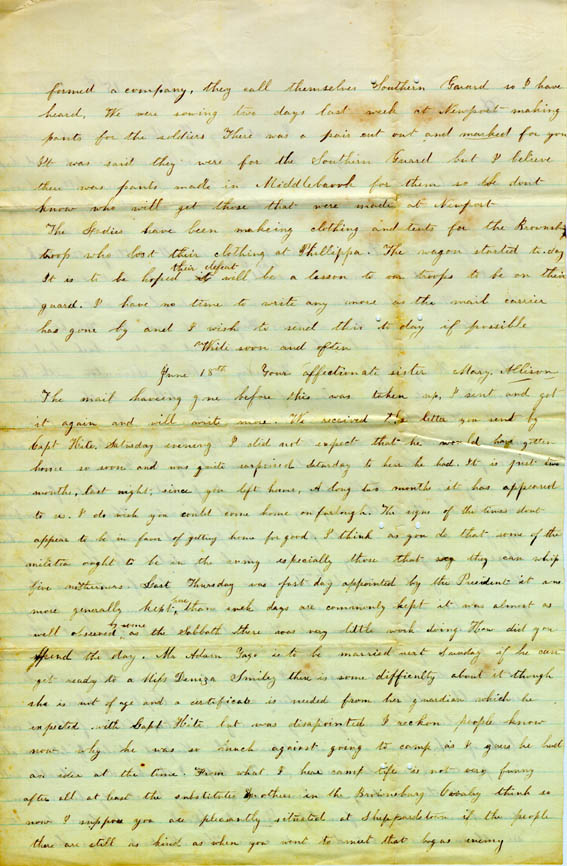 formed a company, they call themselves Southern Guard so I have
heard, We were sewing two days last week at Newport making
pants for the soldiers There was a pair cut out and marked for you
It was said they were for the Southern Guard but I believe
there was pants made in Middlebrook for them so we dont
know who will get those that were made at Newport
The Ladies have been makeing clothing and tents for the Brownsb
troop who lost their clothing at Phillippa. The wagon started to-day
It is to be hoped their defeat will be a lesson to our troops to be on their
guard. I have no time to write any more as the mail carrier
has gone by and I wish to send this to day if possible
Write soon and often
June 18th Your affectionate sister Mary Allison
The mail haveing gone before this was taken up, I sent and got
it again and will write more. We received the letter you sent by
Capt Hite. Saturday evening I did not expect that he would have gotten
home so soon and was quite surprised Saturday to hear he had. It is just two
months, last night, since you left home, A long two months it has appeared
to us. I do wish you could come home on furlough. The signs of the times dont
appear to be in favor of getting home for good. I think as you do that some of the
militia ought to be in the army especially those that say they can whip
five northerners. Last Thursday was fast day appointed by the President it was
more generally kept here, than such days are commonly kept it was almost as
well observed by some as the Sabbath there was very little work doing How did you
Spend the day. Mr Adam is to be married next Sunday if he can
get ready to a Miss Smiley there is some difficulty about it though
she is not of age and a certificate is needed from her guardian which he
expected with Capt Hite but was disapointed I reckon people know
now why he was so much against going to camp as I guess he had
an idea at the time From what I hear camp life is not very funny
after all at least the substitutes & others in the Brownsburg Cavalry think so
now I suppose you are pleasantly situated at Sheppardstown if the people
there are still as kind as when you went to meet that bogus enemy